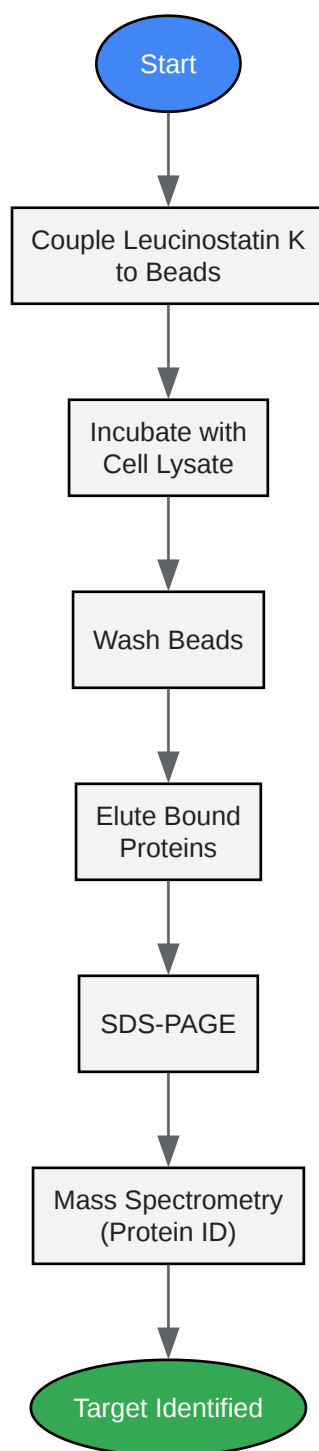 Start
Couple Leucinostatin K
to Beads
Incubate with
Cell Lysate
Wash Beads
Elute Bound
Proteins
SDS-PAGE
Mass Spectrometry
(Protein ID)
Target Identified